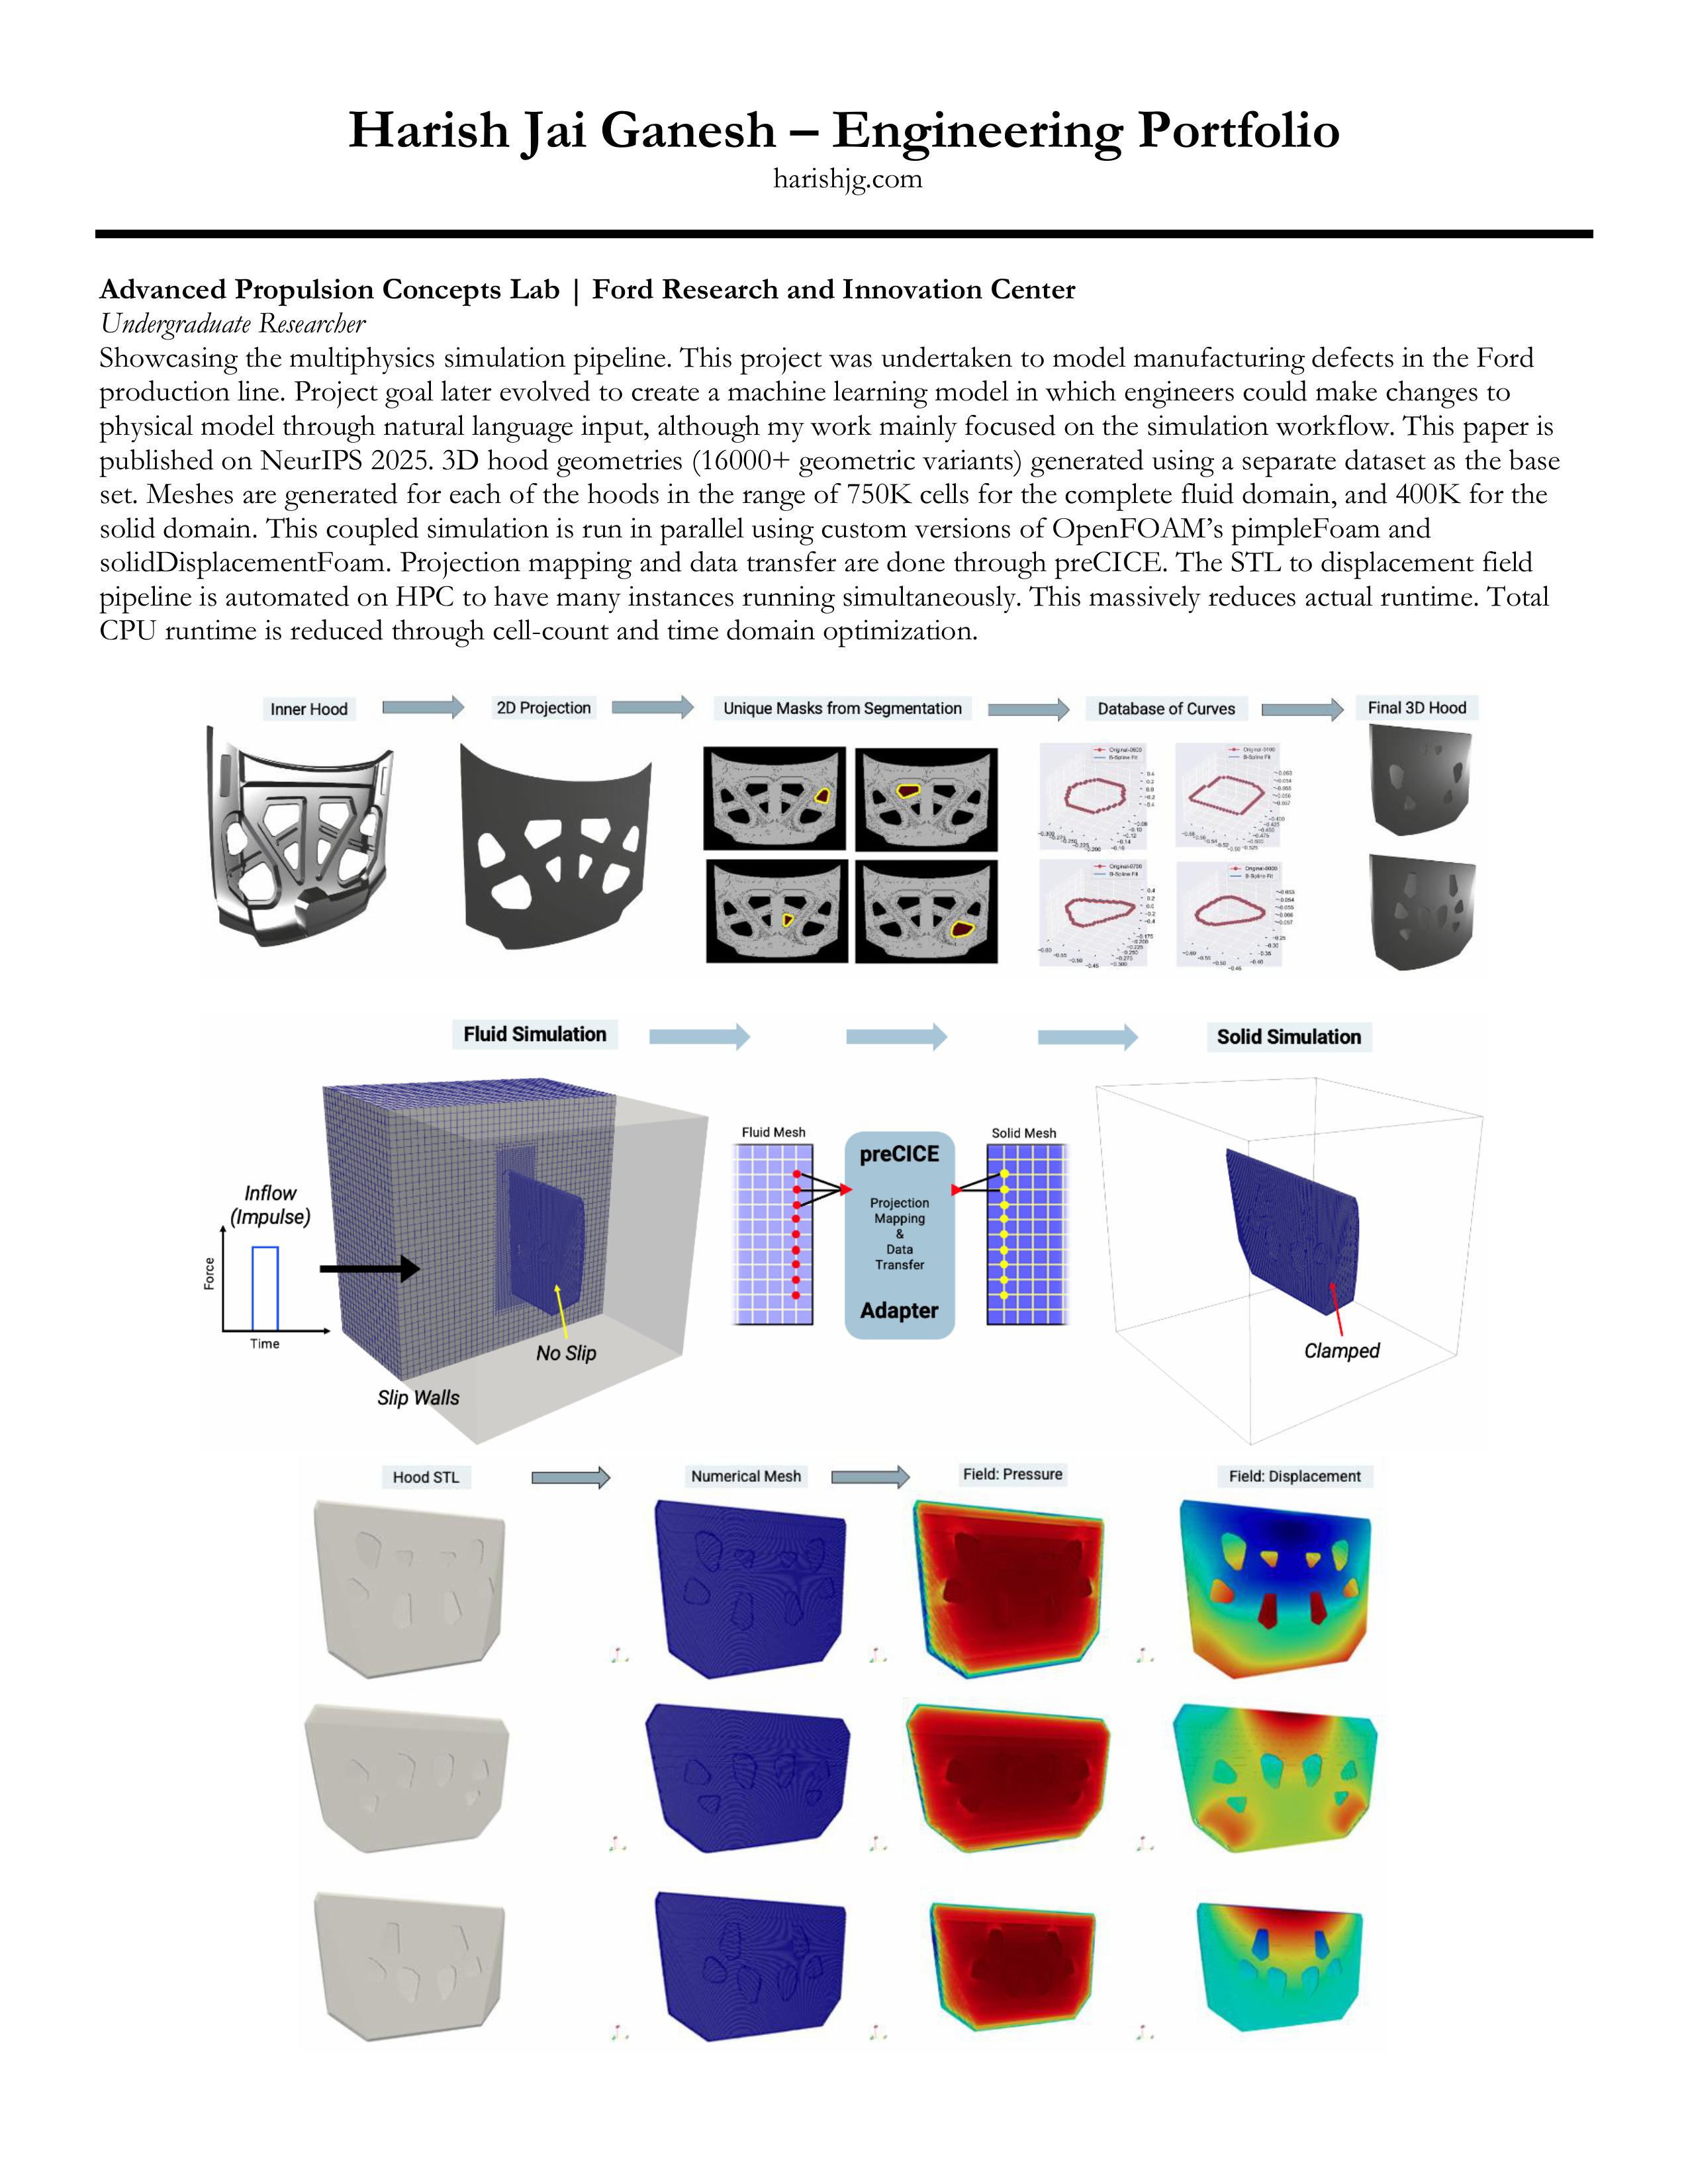 Harish Jai Ganesh – Engineering Portfolio
harishjg.com
Advanced Propulsion Concepts Lab | Ford Research and Innovation Center
Undergraduate Researcher
Showcasing the multiphysics simulation pipeline. This project was undertaken to model manufacturing defects in the Ford
production line. Project goal later evolved to create a machine learning model in which engineers could make changes to
physical model through natural language input, although my work mainly focused on the simulation workflow. This paper is
published on NeurIPS 2025. 3D hood geometries (16000+ geometric variants) generated using a separate dataset as the base
set. Meshes are generated for each of the hoods in the range of 750K cells for the complete fluid domain, and 400K for the
solid domain. This coupled simulation is run in parallel using custom versions of OpenFOAM’s pimpleFoam and
solidDisplacementFoam. Projection mapping and data transfer are done through preCICE. The STL to displacement field
pipeline is automated on HPC to have many instances running simultaneously. This massively reduces actual runtime. Total
CPU runtime is reduced through cell-count and time domain optimization.
Inner Hood
2D Projection
Unique Masks from Segmentation
Database of Curves
Final 3D Hood
B-Spline Fit
B-Spline Fit
B-Spline Fit
B-Spline Fit
Fluid Simulation
Solid Simulation
Inflow
(Impulse)
Force
Time
No Slip
Slip Walls
Fluid Mesh
preCICE
Projection
Mapping
&
Data
Transfer
Adapter
Solid Mesh
Clamped
Hood STL
Numerical Mesh
Field: Pressure
Field: Displacement